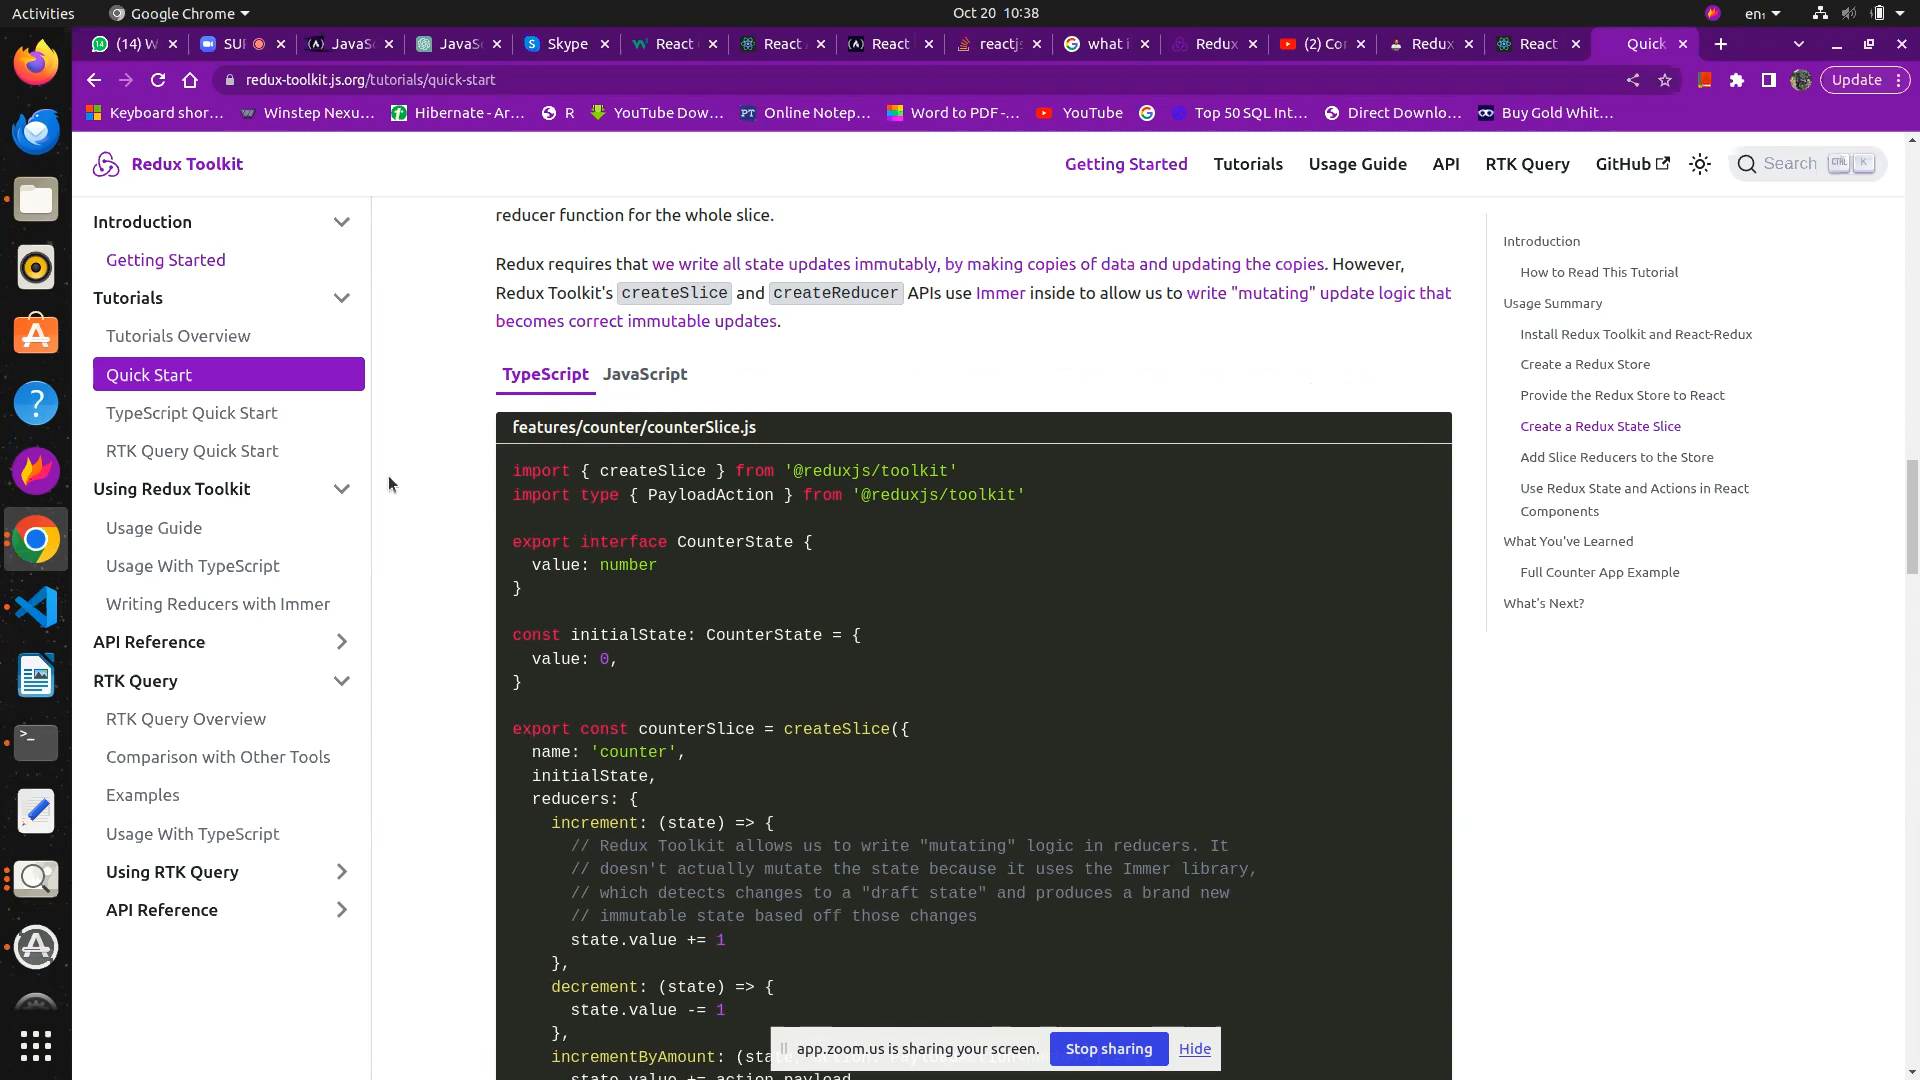 Activities
Google Chrome
Oct 20 10:38
en₁
(14) W
SUF
JavaS
JavaS
Skype
React
React
React
reactjs
what i
Redux
(2) Co
Redux
React
Quick
redux-toolkit.js.org/tutorials/quick-start
Update
Keyboard shor…
Winstep Nexu…
Hibernate - Ar…
R
YouTube Dow…
Online Notep…
Word to PDF -…
YouTube
Top 50 SQL Int…
Direct Downlo…
Buy Gold Whit…
Redux Toolkit
Getting Started
Tutorials
Usage Guide
API
RTK Query
GitHub
Search
CTRL
K
Introduction
Getting Started
Tutorials
Tutorials Overview
Quick Start
TypeScript Quick Start
RTK Query Quick Start
Using Redux Toolkit
Usage Guide
Usage With TypeScript
Writing Reducers with Immer
API Reference
RTK Query
RTK Query Overview
Comparison with Other Tools
Examples
Usage With TypeScript
Using RTK Query
API Reference
reducer function for the whole slice.
Redux requires that we write all state updates immutably, by making copies of data and updating the copies. However,
Redux Toolkit's createSlice and createReducer APIs use Immer inside to allow us to write "mutating" update logic that
becomes correct immutable updates.
TypeScript
JavaScript
features/counter/counterSlice.js
import { createSlice } from '@reduxjs/toolkit'
import type { PayloadAction } from '@reduxjs/toolkit'
export interface CounterState {
value: number
}
const initialState: CounterState = {
value: 0,
}
export const counterSlice = createSlice({
name: 'counter',
initialState,
reducers: {
increment: (state) => {
// Redux Toolkit allows us to write "mutating" logic in reducers. It
// doesn't actually mutate the state because it uses the Immer library,
// which detects changes to a "draft state" and produces a brand new
// immutable state based off those changes
state.value += 1
},
decrement: (state) => {
state.value -= 1
},
incrementByAmount: (sta
state.value += action.payload
app.zoom.us is sharing your screen.
Stop sharing
Hide
Introduction
How to Read This Tutorial
Usage Summary
Install Redux Toolkit and React-Redux
Create a Redux Store
Provide the Redux Store to React
Create a Redux State Slice
Add Slice Reducers to the Store
Use Redux State and Actions in React
Components
What You've Learned
Full Counter App Example
What's Next?